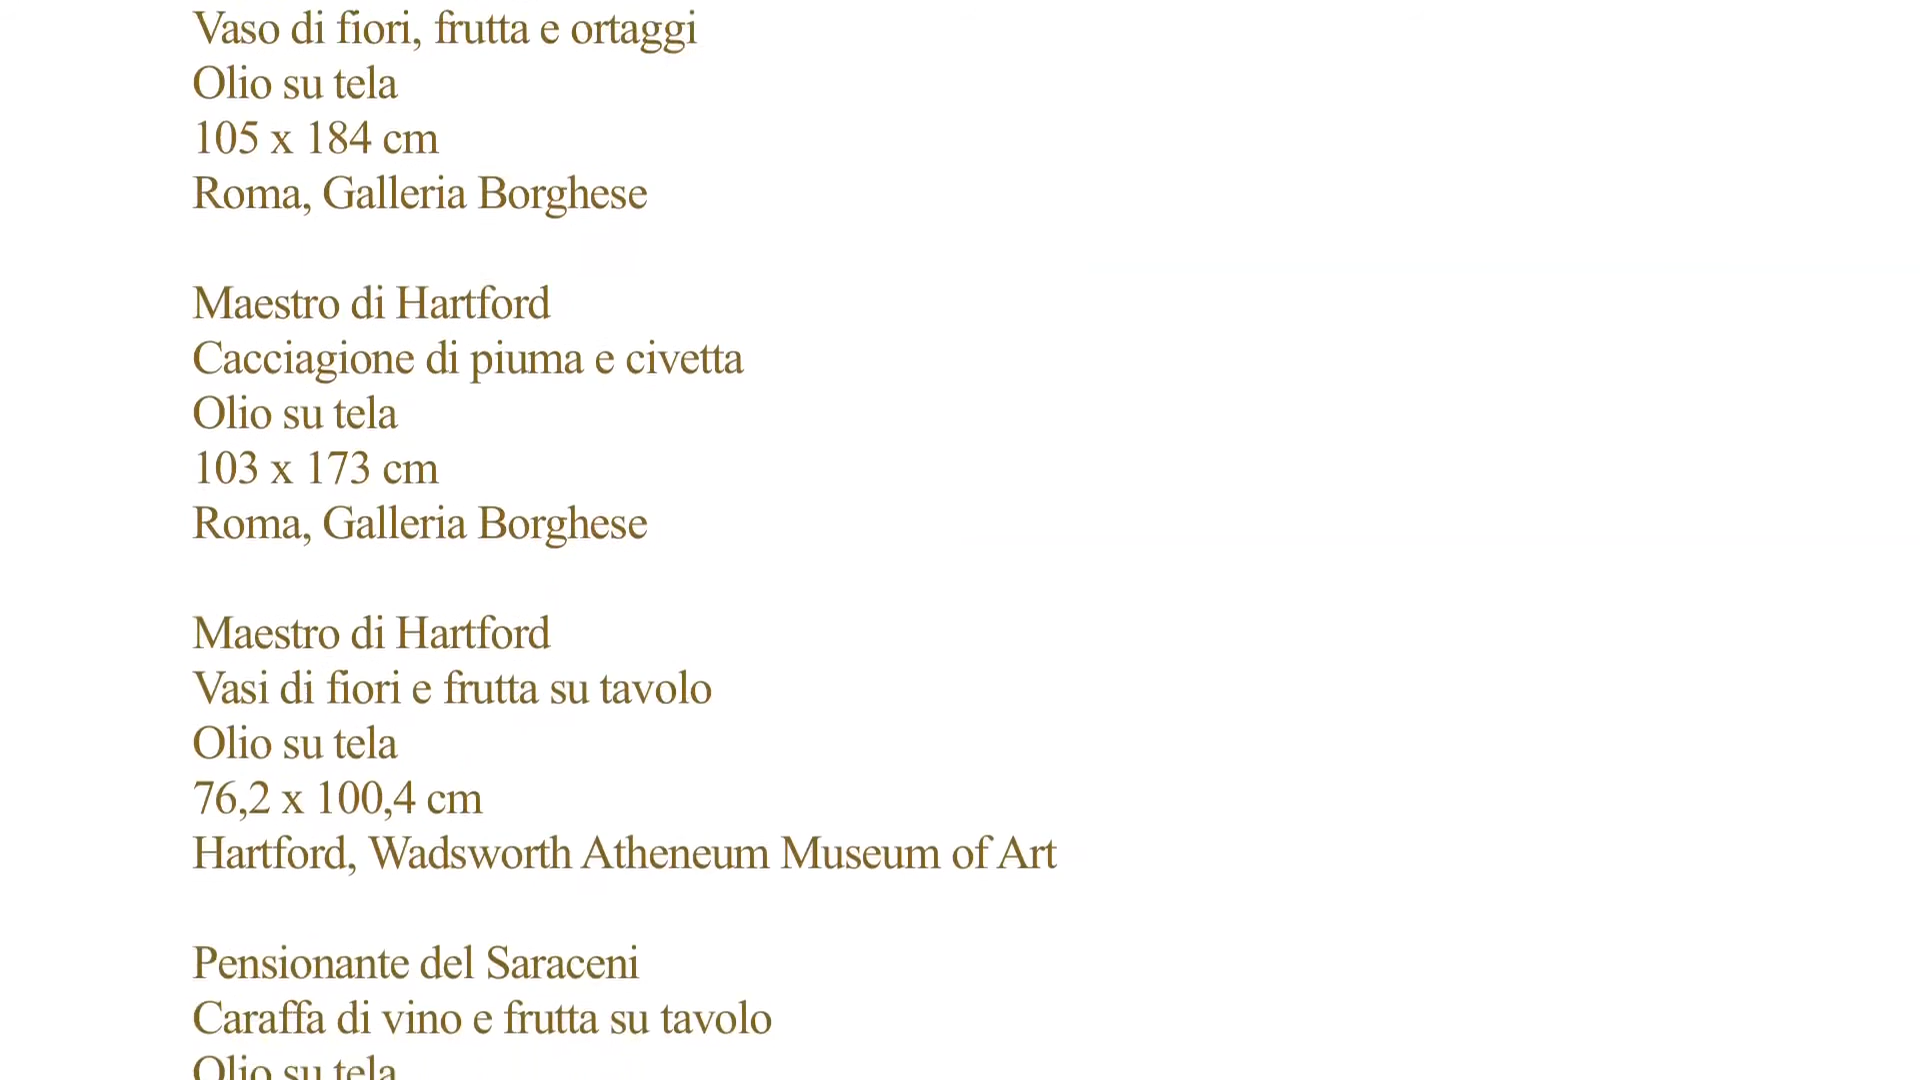 Vaso di fiori, frutta e ortaggi
Olio su tela
105 x 184 cm
Roma, Galleria Borghese
Maestro di Hartford
Cacciagione di piuma e civetta
Olio su tela
103 x 173 cm
Roma, Galleria Borghese
Maestro di Hartford
Vasi di fiori e frutta su tavolo
Olio su tela
76,2 x 100,4 cm
Hartford, Wadsworth Atheneum Museum of Art
Pensionante del Saraceni
Caraffa di vino e frutta su tavolo
Olio su tela